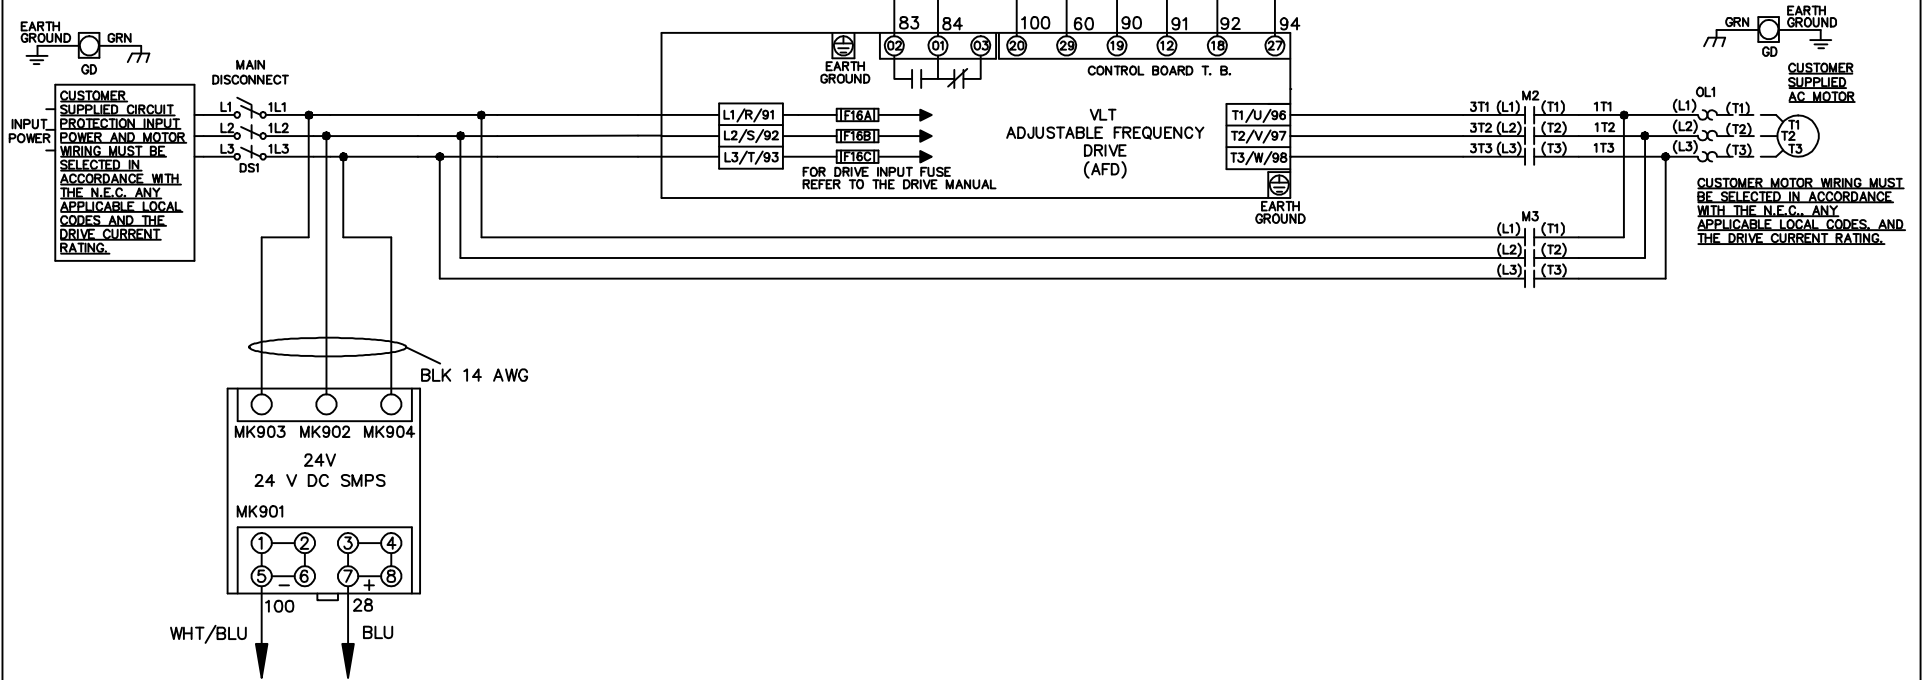 83 84 100 60 90 91 92 94
EARTH
GROUND
GRN
GD
02 01 03 20 29 19 12 18 27
EARTH
GROUND
CONTROL BOARD T. B.
GRN
EARTH
GROUND
GD
MAIN
DISCONNECT
L1 1L1
L2 1L2
L3 1L3
DS1
INPUT
POWER
CUSTOMER
SUPPLIED CIRCUIT
PROTECTION INPUT
POWER AND MOTOR
WIRING MUST BE
SELECTED IN
ACCORDANCE WITH
THE N.E.C. ANY
APPLICABLE LOCAL
CODES AND THE
DRIVE CURRENT
RATING.
L1/R/91
L2/S/92
L3/T/93
F16A
F16B
F16C
FOR DRIVE INPUT FUSE
REFER TO THE DRIVE MANUAL
VLT
ADJUSTABLE FREQUENCY
DRIVE
(AFD)
T1/U/96
T2/V/97
T3/W/98
EARTH
GROUND
M2
3T1 (L1) (T1) 1T1
3T2 (L2) (T2) 1T2
3T3 (L3) (T3) 1T3
OL1
(L1) (T1)
(L2) (T2)
(L3) (T3)
CUSTOMER
SUPPLIED
AC MOTOR
T1
T2
T3
CUSTOMER MOTOR WIRING MUST
BE SELECTED IN ACCORDANCE
WITH THE N.E.C., ANY
APPLICABLE LOCAL CODES, AND
THE DRIVE CURRENT RATING.
M3
(L1) (T1)
(L2) (T2)
(L3) (T3)
BLK 14 AWG
MK903 MK902 MK904
24V
24 V DC SMPS
MK901
1 2 3 4
5 6 7 8
− +
100 28
WHT/BLU BLU